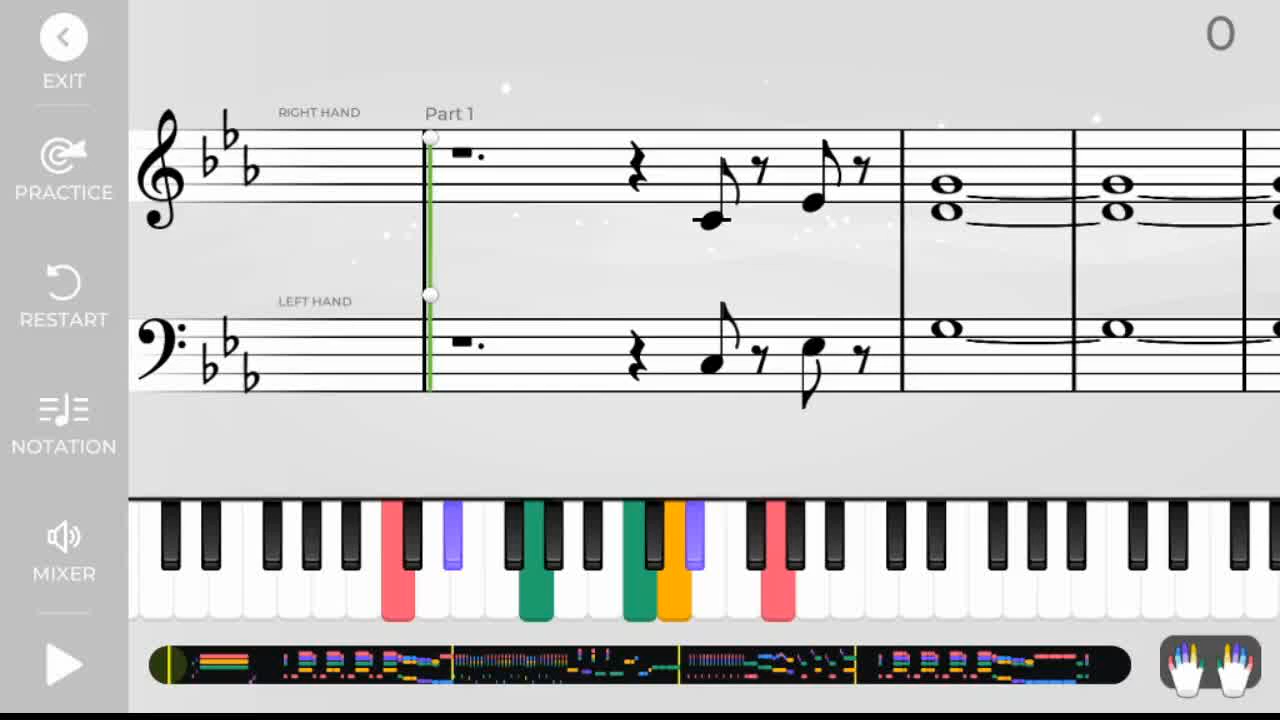 EXIT
0
PRACTICE
RIGHT HAND
Part 1
RESTART
LEFT HAND
NOTATION
MIXER